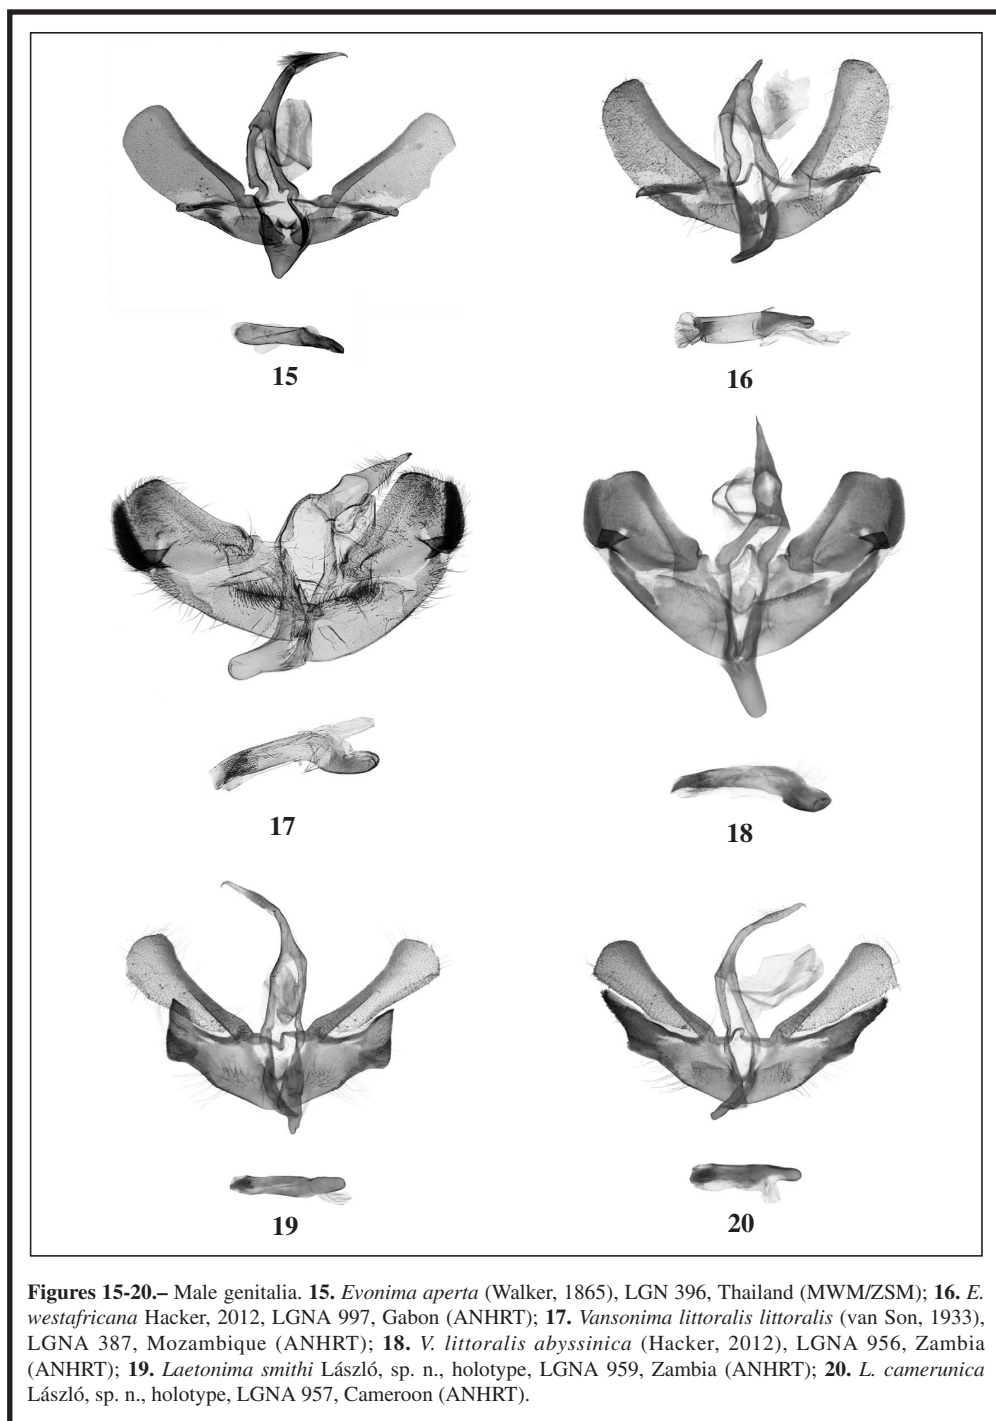 15
16
17
18
19
20
Figures 15-20.– Male genitalia. 15. Evonima aperta (Walker, 1865), LGN 396, Thailand (MWM/ZSM); 16. E.
westafricana Hacker, 2012, LGNA 997, Gabon (ANHRT); 17. Vansonima littoralis littoralis (van Son, 1933),
LGNA 387, Mozambique (ANHRT); 18. V. littoralis abyssinica (Hacker, 2012), LGNA 956, Zambia
(ANHRT); 19. Laetonima smithi László, sp. n., holotype, LGNA 959, Zambia (ANHRT); 20. L. camerunica
László, sp. n., holotype, LGNA 957, Cameroon (ANHRT).